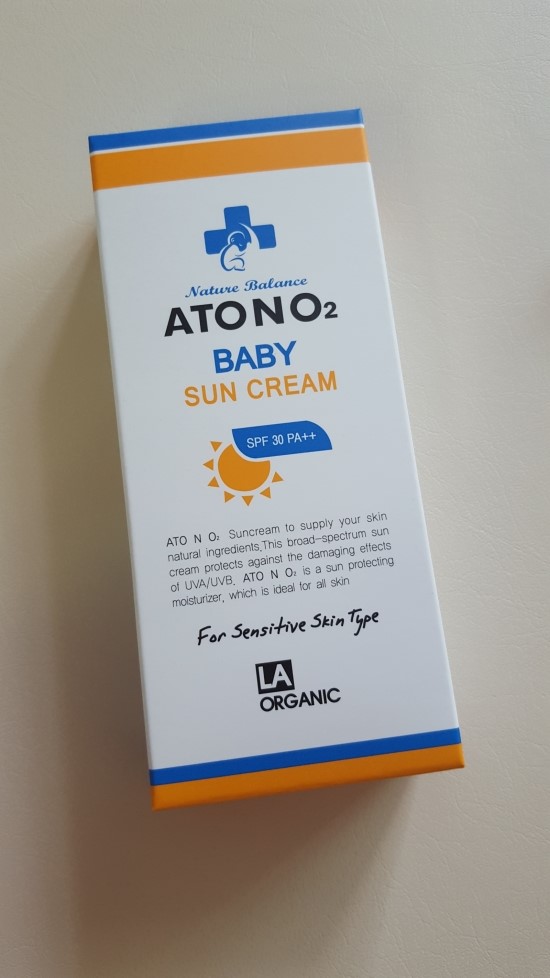 Nature Balance
ATONO₂
BABY
SUN CREAM
SPF 30 PA++
ATO N O₂ Suncream to supply your skin
natural ingredients,This broad-spectrum sun
cream protects against the damaging effects
of UVA/UVB, ATO N O₂ is a sun protecting
moisturizer, which is ideal for all skin
For Sensitive Skin Type
LA
ORGANIC